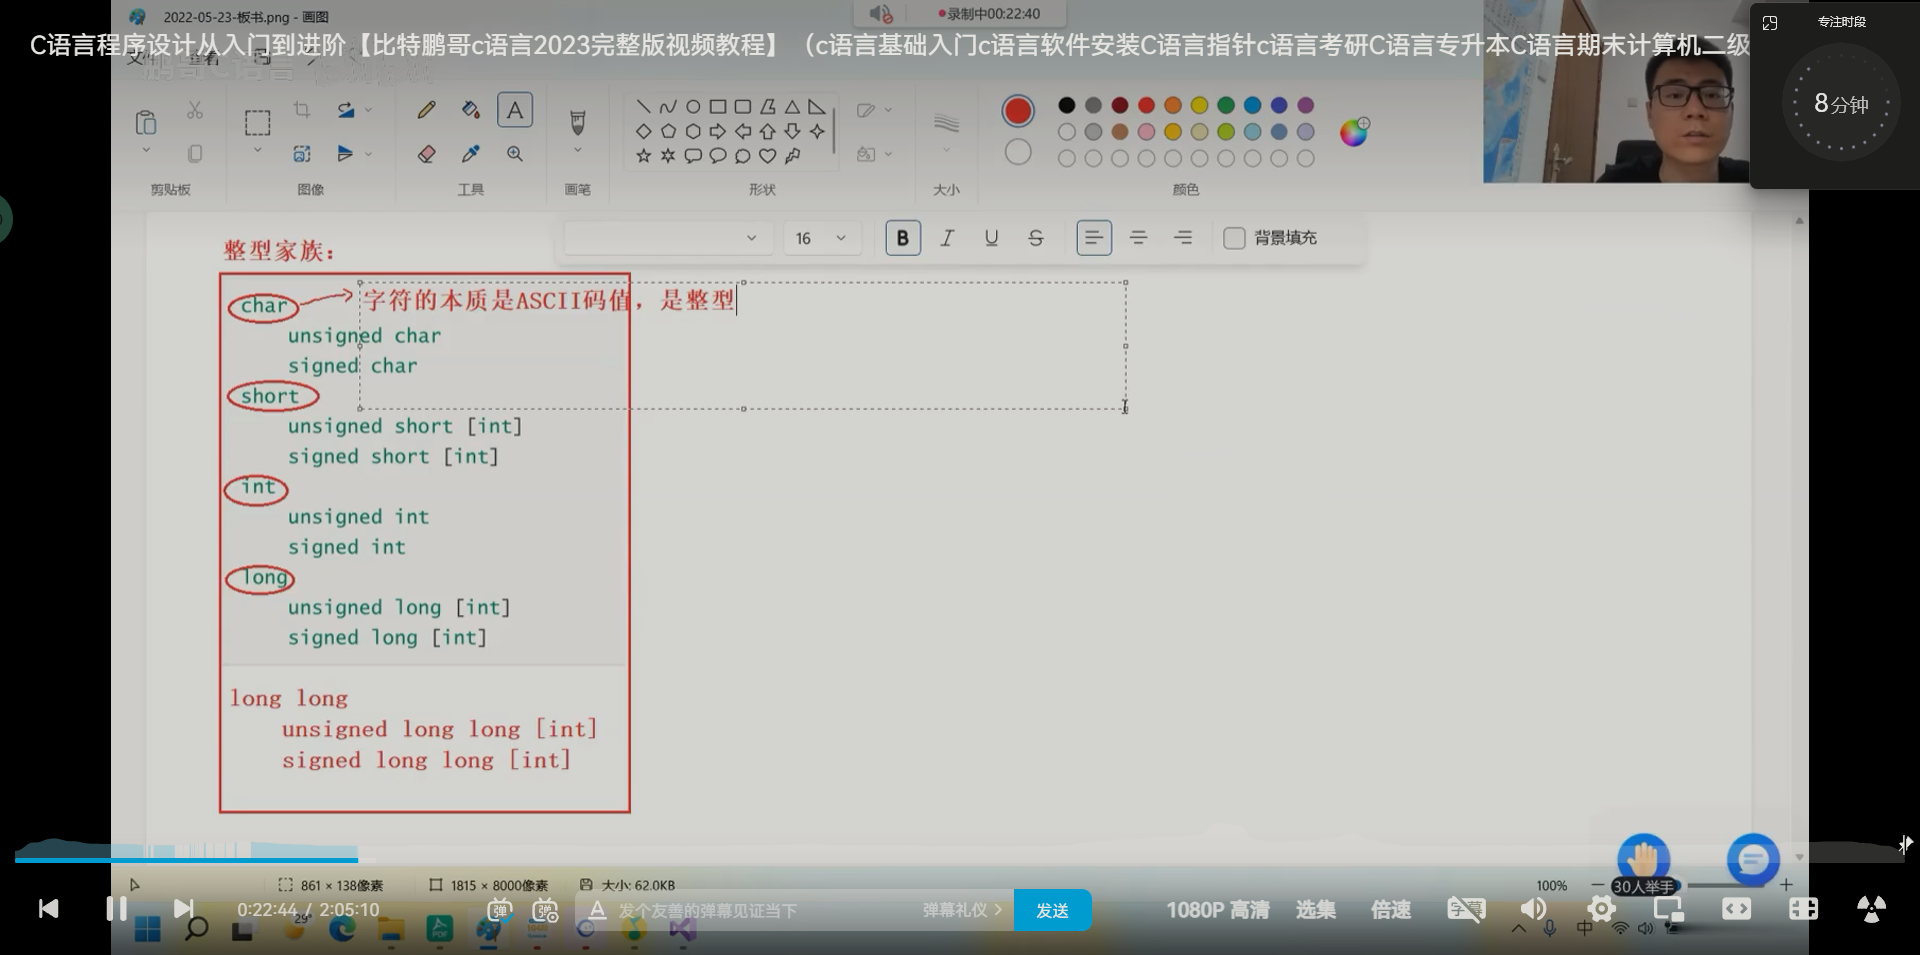 2022-05-23-板书.png - 画图
录制中00:22:40
专注时段
C语言程序设计从入门到进阶【比特鹏哥c语言2023完整版视频教程】（c语言基础入门c语言软件安装C语言指针c语言考研C语言专升本C语言期末计算机二级
文件 查看
8分钟
A
剪贴板
图像
工具
画笔
形状
大小
颜色
16
B I U S
背景填充
整型家族：
char
字符的本质是ASCII码值，是整型
unsigned char
signed char
short
unsigned short [int]
signed short [int]
int
unsigned int
signed int
long
unsigned long [int]
signed long [int]
long long
unsigned long long [int]
signed long long [int]
861 × 138像素
1815 × 8000像素
大小: 62.0KB
100%
30人举手
0:22:44 / 2:05:10
弹
弹
A
发个友善的弹幕见证当下
弹幕礼仪
发送
1080P 高清
选集
倍速
字幕
29°
中